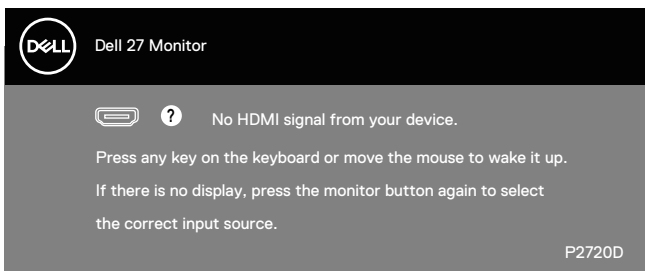 DELL
Dell 27 Monitor
? No HDMI signal from your device.
Press any key on the keyboard or move the mouse to wake it up.
If there is no display, press the monitor button again to select
the correct input source.
P2720D